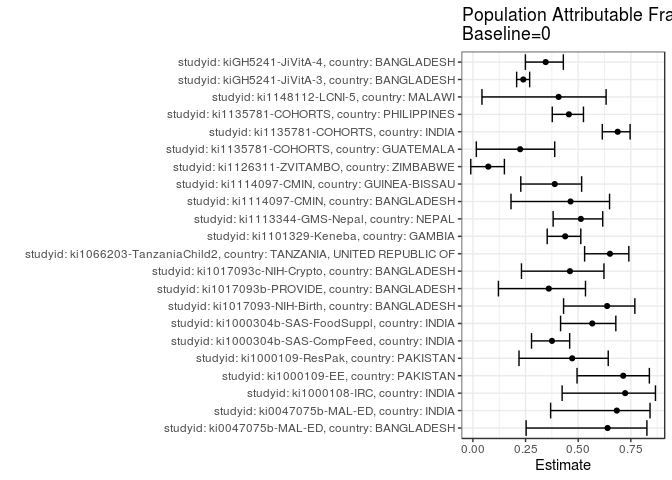 Population Attributable Fra
Baseline=0
studyid: kiGH5241-JiVitA-4, country: BANGLADESH
studyid: kiGH5241-JiVitA-3, country: BANGLADESH
studyid: ki1148112-LCNI-5, country: MALAWI
studyid: ki1135781-COHORTS, country: PHILIPPINES
studyid: ki1135781-COHORTS, country: INDIA
studyid: ki1135781-COHORTS, country: GUATEMALA
studyid: ki1126311-ZVITAMBO, country: ZIMBABWE
studyid: ki1114097-CMIN, country: GUINEA-BISSAU
studyid: ki1114097-CMIN, country: BANGLADESH
studyid: ki1113344-GMS-Nepal, country: NEPAL
studyid: ki1101329-Keneba, country: GAMBIA
studyid: ki1066203-TanzaniaChild2, country: TANZANIA, UNITED REPUBLIC OF
studyid: ki1017093c-NIH-Crypto, country: BANGLADESH
studyid: ki1017093b-PROVIDE, country: BANGLADESH
studyid: ki1017093-NIH-Birth, country: BANGLADESH
studyid: ki1000304b-SAS-FoodSuppl, country: INDIA
studyid: ki1000304b-SAS-CompFeed, country: INDIA
studyid: ki1000109-ResPak, country: PAKISTAN
studyid: ki1000109-EE, country: PAKISTAN
studyid: ki1000108-IRC, country: INDIA
studyid: ki0047075b-MAL-ED, country: INDIA
studyid: ki0047075b-MAL-ED, country: BANGLADESH
0.00 0.25 0.50 0.75
Estimate